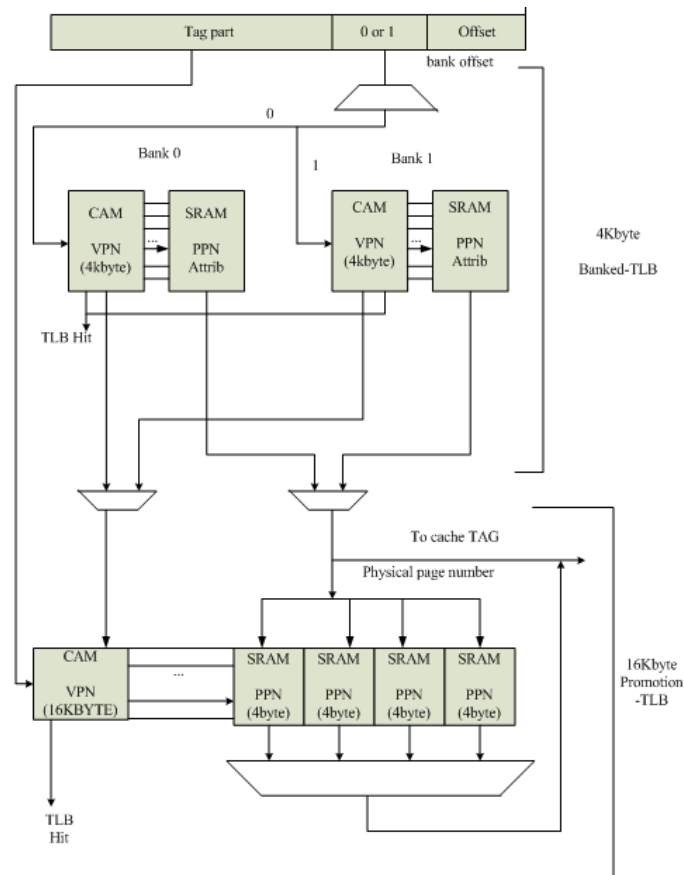 Tag part
0 or 1
Offset
bank offset
0
Bank 0
1
Bank 1
CAM
VPN
(4kbyte)
...
SRAM
PPN
Attrib
CAM
VPN
(4kbyte)
...
SRAM
PPN
Attrib
4Kbyte
Banked-TLB
TLB Hit
To cache TAG
Physical page number
CAM
VPN
(16KBYTE)
...
SRAM
PPN
(4byte)
SRAM
PPN
(4byte)
SRAM
PPN
(4byte)
SRAM
PPN
(4byte)
16Kbyte
Promotion
-TLB
TLB
Hit